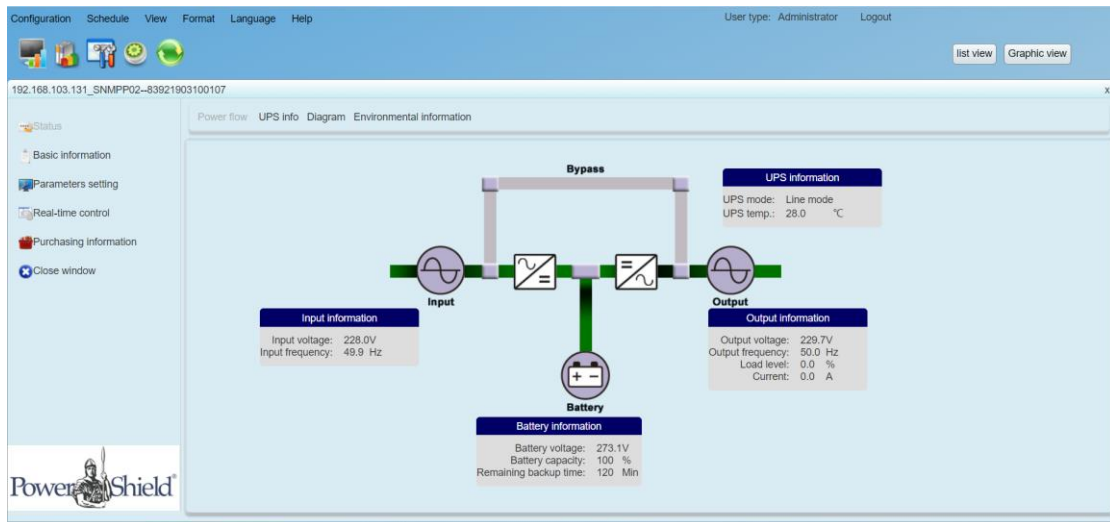 Configuration Schedule View Format Language Help
User type: Administrator Logout
list view Graphic view
192.168.103.131_SNMPP02--83921903100107 x
Status
Basic information
Parameters setting
Real-time control
Purchasing information
Close window
Power flow UPS info Diagram Environmental information
Bypass
UPS information
UPS mode: Line mode
UPS temp.: 28.0 ℃
Input
Output
Input information
Input voltage: 228.0V
Input frequency: 49.9 Hz
Output information
Output voltage: 229.7V
Output frequency: 50.0 Hz
Load level: 0.0 %
Current: 0.0 A
Battery
Battery information
Battery voltage: 273.1V
Battery capacity: 100 %
Remaining backup time: 120 Min
PowerShield®